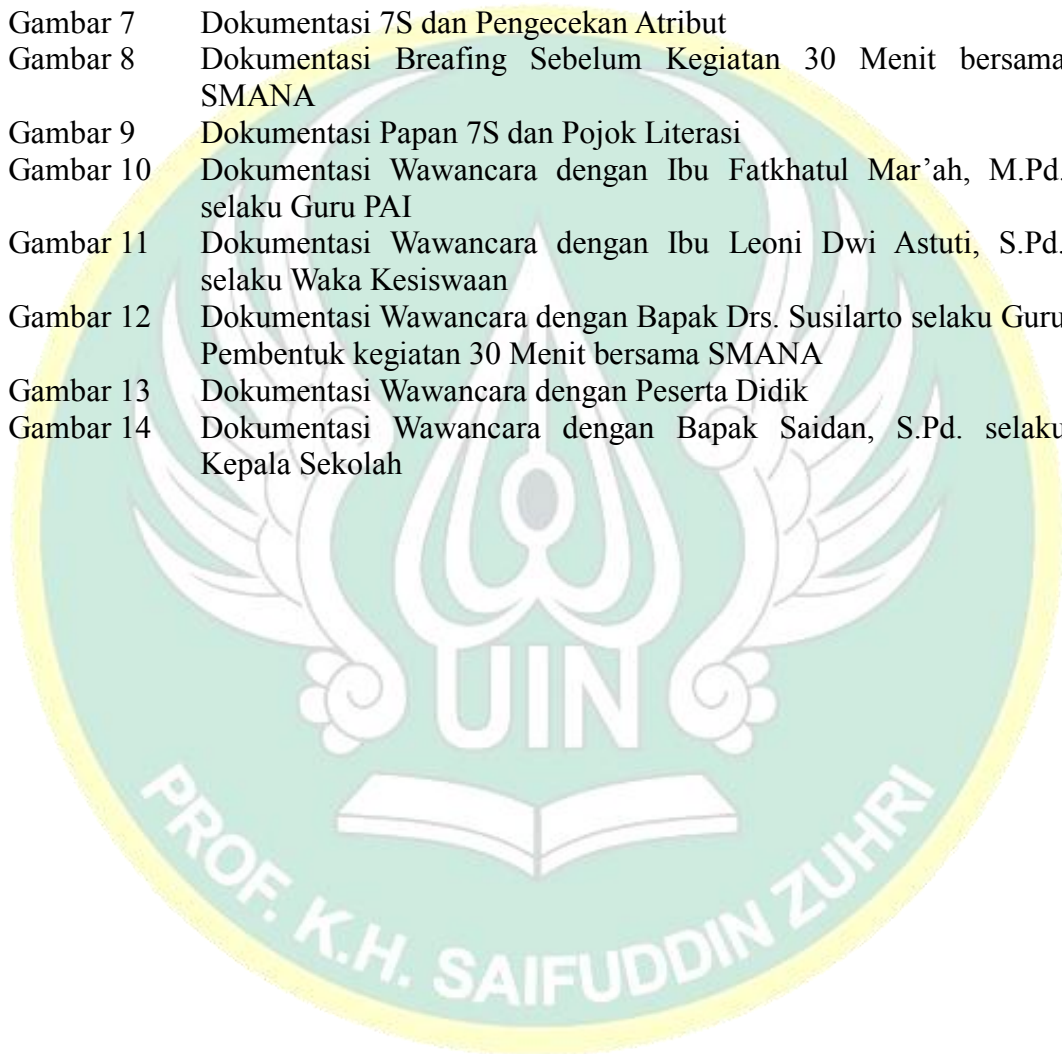 Gambar 7 Dokumentasi 7S dan Pengecekan Atribut
Gambar 8 Dokumentasi Breafing Sebelum Kegiatan 30 Menit bersama
SMANA
Gambar 9 Dokumentasi Papan 7S dan Pojok Literasi
Gambar 10 Dokumentasi Wawancara dengan Ibu Fatkhatul Mar’ah, M.Pd.
selaku Guru PAI
Gambar 11 Dokumentasi Wawancara dengan Ibu Leoni Dwi Astuti, S.Pd.
selaku Waka Kesiswaan
Gambar 12 Dokumentasi Wawancara dengan Bapak Drs. Susilarto selaku Guru
Pembentuk kegiatan 30 Menit bersama SMANA
Gambar 13 Dokumentasi Wawancara dengan Peserta Didik
Gambar 14 Dokumentasi Wawancara dengan Bapak Saidan, S.Pd. selaku
Kepala Sekolah
UIN
PROF. K.H. SAIFUDDIN ZUHRI